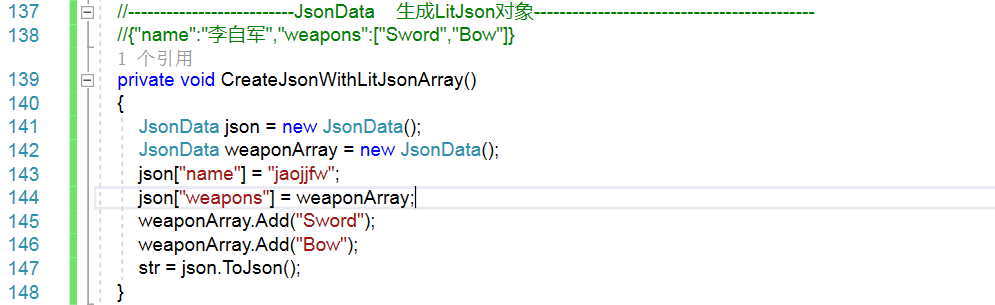 137 //--------------------------JsonData 生成LitJson对象--------------------------------------------
138 //{"name":"李自军","weapons":["Sword","Bow"]}
1 个引用
139 private void CreateJsonWithLitJsonArray()
140 {
141 JsonData json = new JsonData();
142 JsonData weaponArray = new JsonData();
143 json["name"] = "jaojjfw";
144 json["weapons"] = weaponArray;
145 weaponArray.Add("Sword");
146 weaponArray.Add("Bow");
147 str = json.ToJson();
148 }